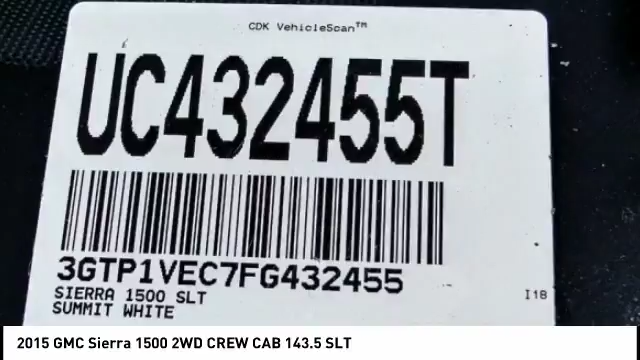 CDK VehicleScan™
UC432455T
3GTP1VEC7FG432455
SIERRA 1500 SLT
I18
SUMMIT WHITE
2015 GMC Sierra 1500 2WD CREW CAB 143.5 SLT